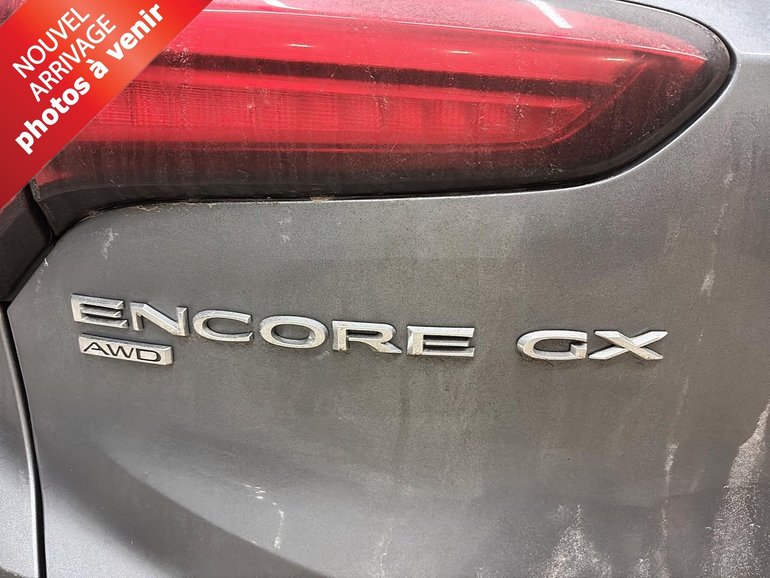 NOUVEL
ARRIVAGE
photos à venir
ENCORE GX
AWD